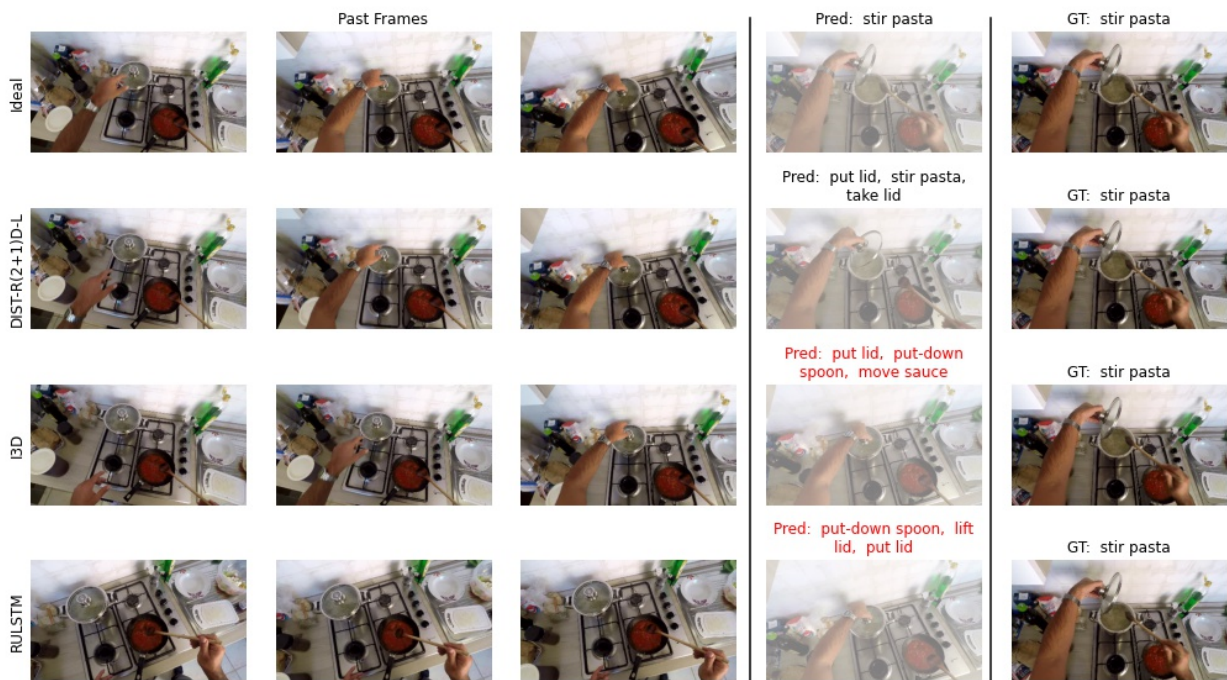 Past Frames
Pred: stir pasta
GT: stir pasta
Ideal
Pred: put lid, stir pasta,
take lid
GT: stir pasta
DIST-R(2+1)D-L
Pred: put lid, put-down
spoon, move sauce
GT: stir pasta
I3D
Pred: put-down spoon, lift
lid, put lid
GT: stir pasta
RULSTM